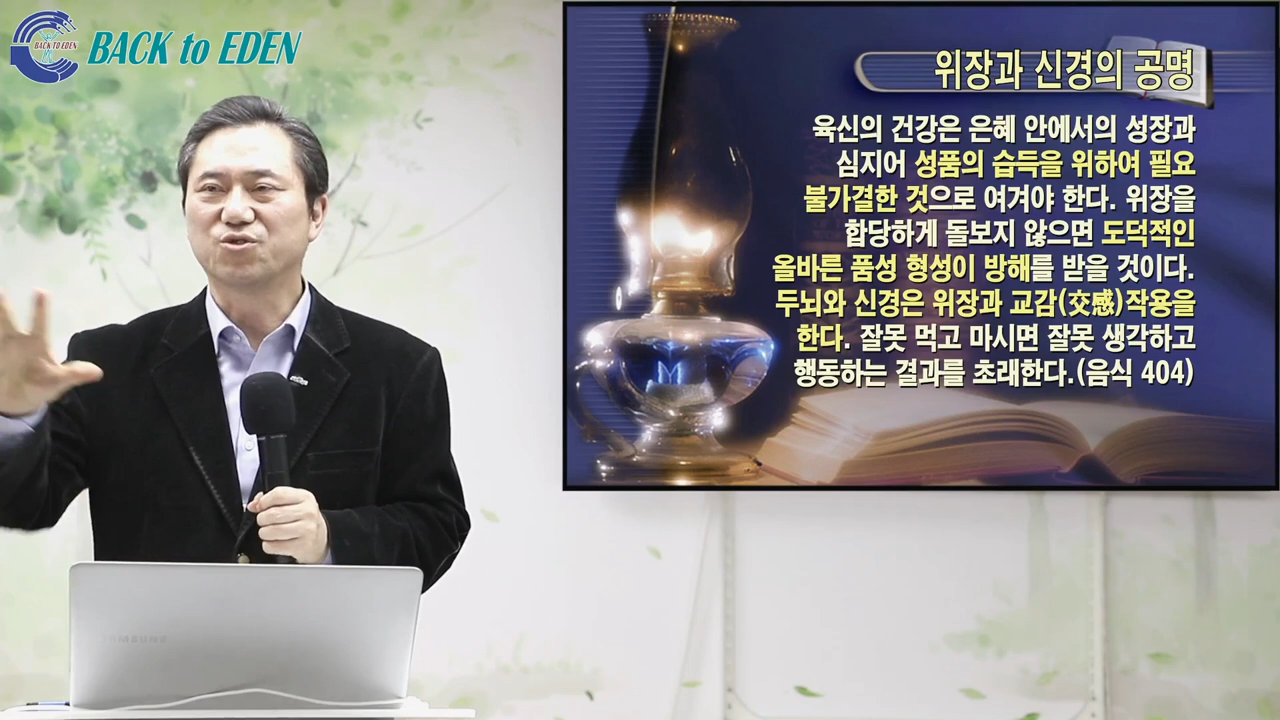 BACK TO EDEN
BACK to EDEN
위장과 신경의 공명
육신의 건강은 은혜 안에서의 성장과
심지어 성품의 습득을 위하여 필요
불가결한 것으로 여겨야 한다. 위장을
합당하게 돌보지 않으면 도덕적인
올바른 품성 형성이 방해를 받을 것이다.
두뇌와 신경은 위장과 교감(交感)작용을
한다. 잘못 먹고 마시면 잘못 생각하고
행동하는 결과를 초래한다.(음식 404)
SAMSUNG